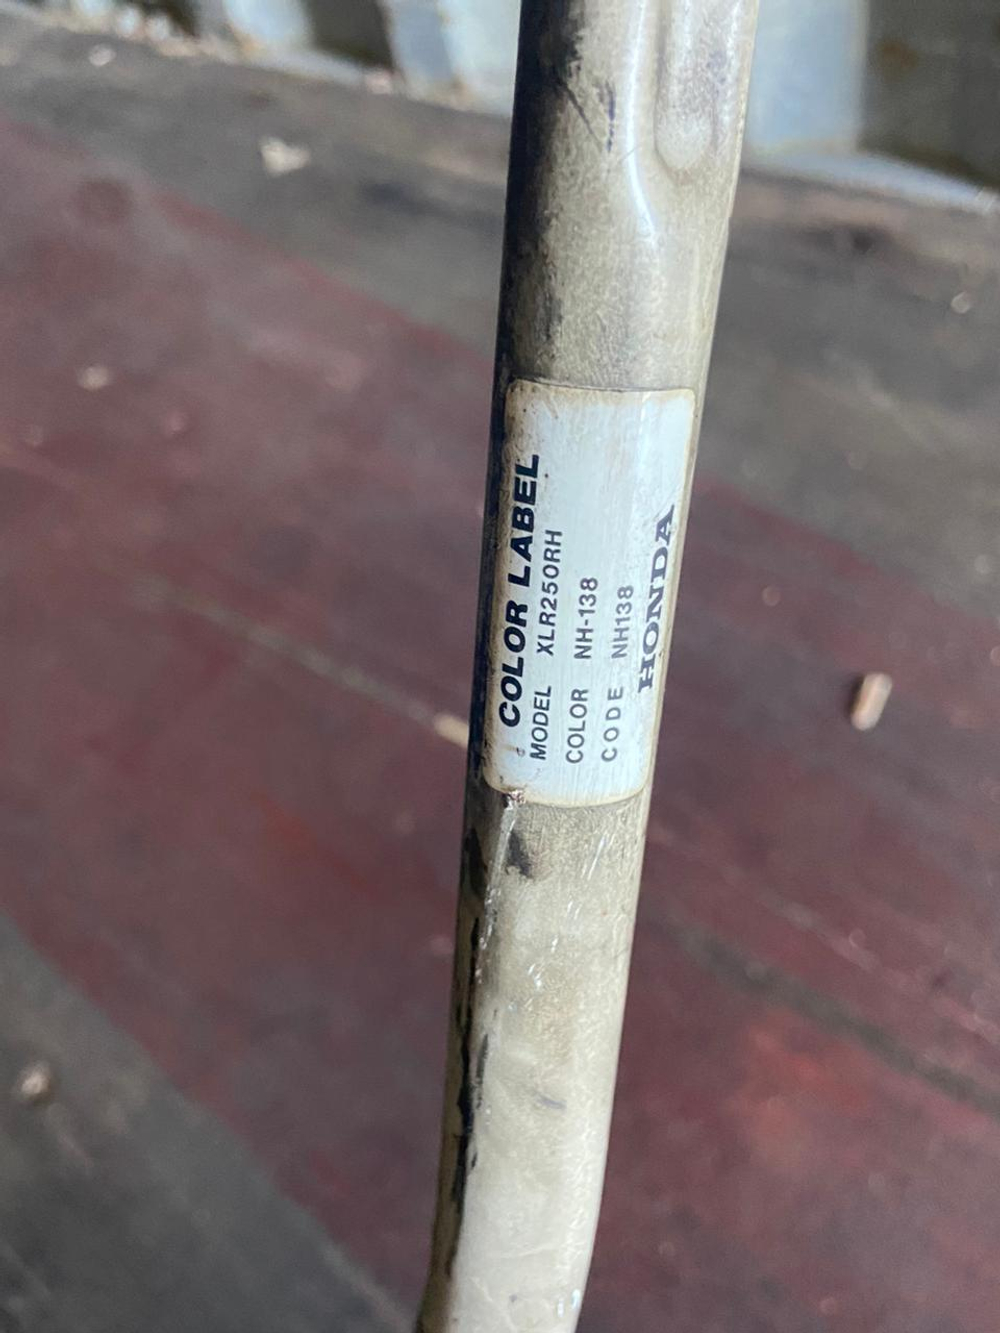 COLOR LABEL
MODEL XLR250RH
COLOR NH-138
CODE NH138
HONDA